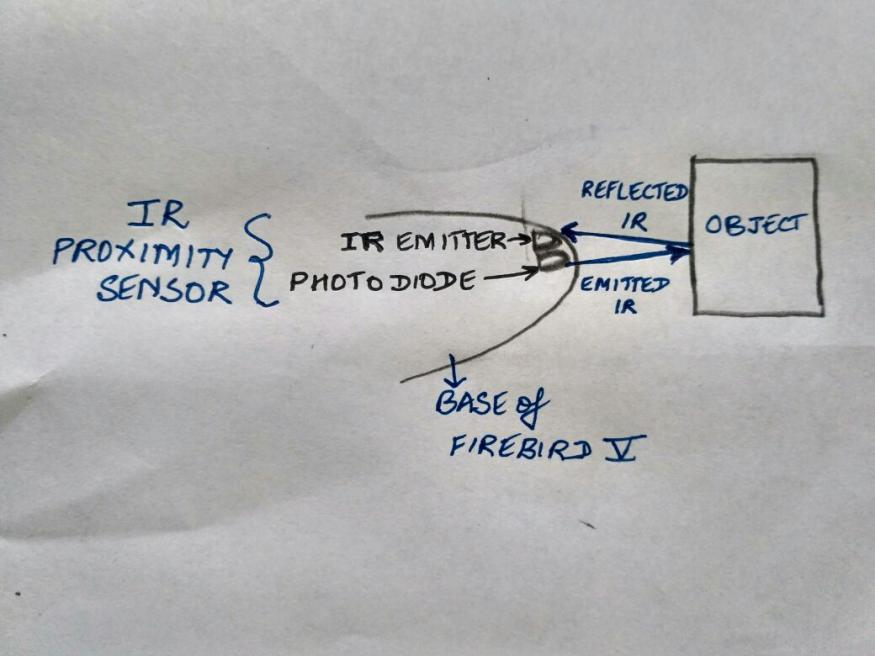 IR
PROXIMITY
SENSOR
IR EMITTER
PHOTO DIODE
REFLECTED
IR
EMITTED
IR
OBJECT
BASE of
FIREBIRD V